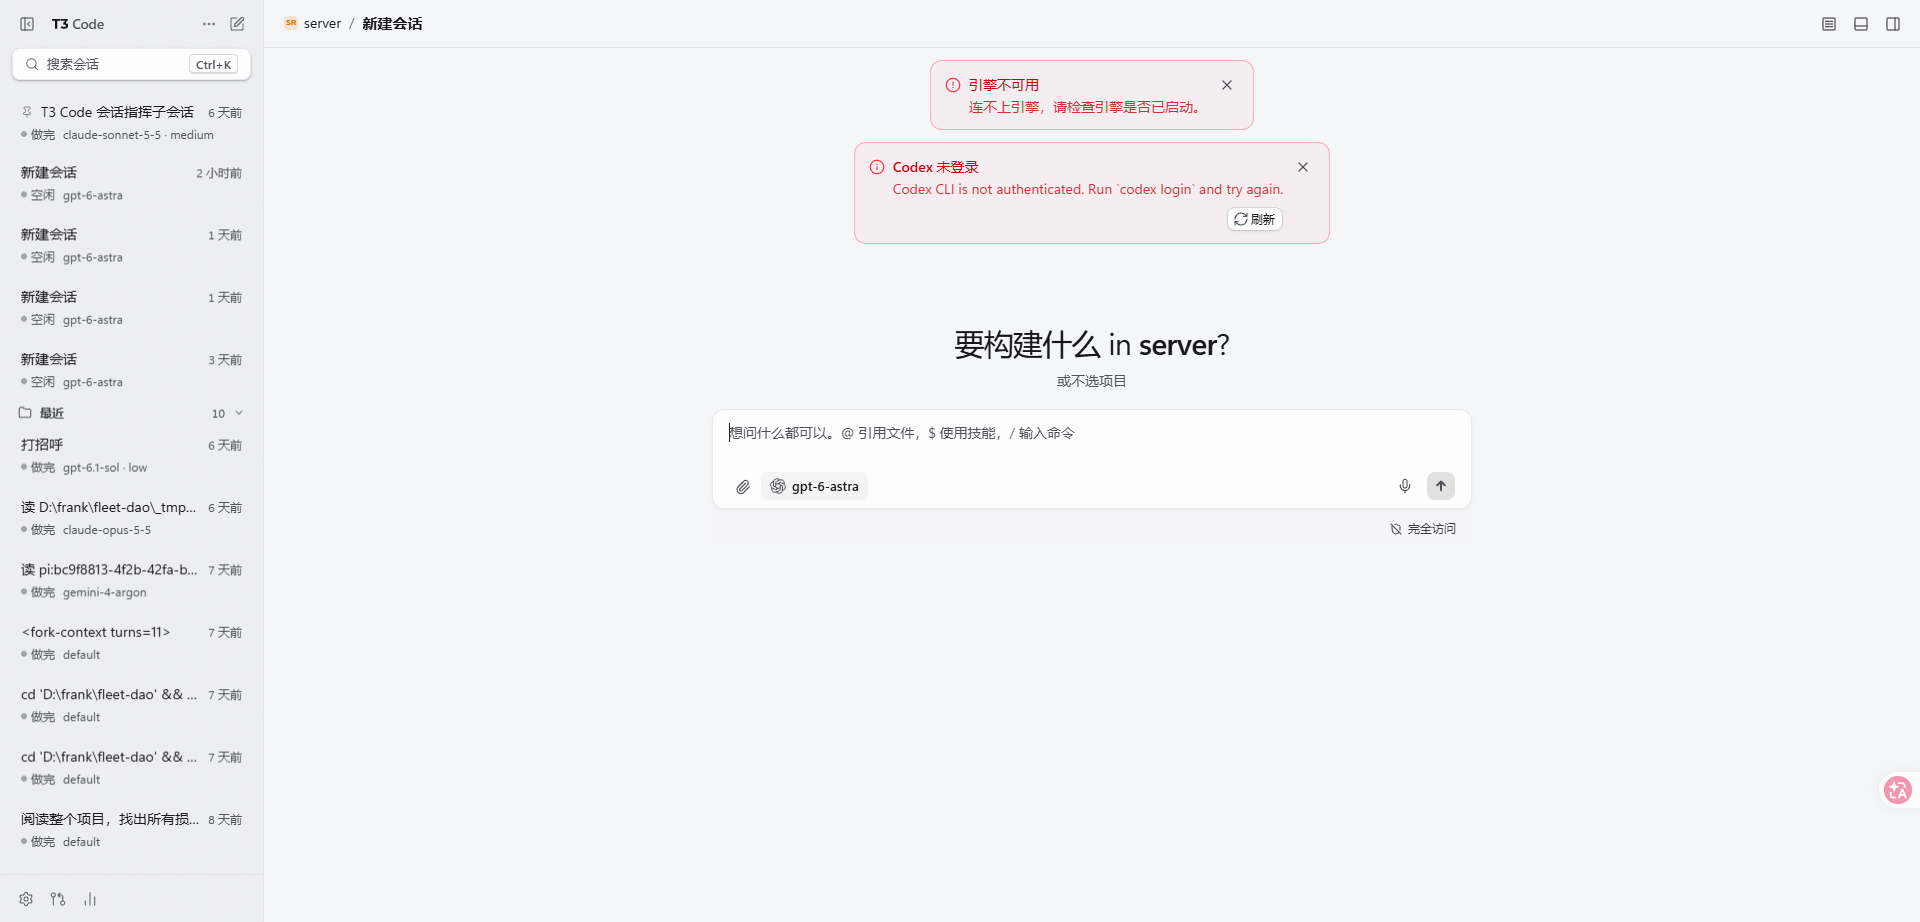 T3 Code
搜索会话 Ctrl+K
T3 Code 会话指挥子会话 6 天前
做完 claude-sonnet-5-5 · medium
新建会话 2 小时前
空闲 gpt-6-astra
新建会话 1 天前
空闲 gpt-6-astra
新建会话 1 天前
空闲 gpt-6-astra
新建会话 3 天前
空闲 gpt-6-astra
最近 10
打招呼 6 天前
做完 gpt-6.1-sol · low
读 D:\frank\fleet-dao\_tmp... 6 天前
做完 claude-opus-5-5
读 pi:bc9f8813-4f2b-42fa-b... 7 天前
做完 gemini-4-argon
<fork-context turns=11> 7 天前
做完 default
cd 'D:\frank\fleet-dao' && ... 7 天前
做完 default
cd 'D:\frank\fleet-dao' && ... 7 天前
做完 default
阅读整个项目，找出所有损... 8 天前
做完 default
SR server / 新建会话
引擎不可用
连不上引擎，请检查引擎是否已启动。
Codex 未登录
Codex CLI is not authenticated. Run `codex login` and try again.
刷新
要构建什么 in server?
或不选项目
想问什么都可以。@ 引用文件，$ 使用技能，/ 输入命令
gpt-6-astra
完全访问